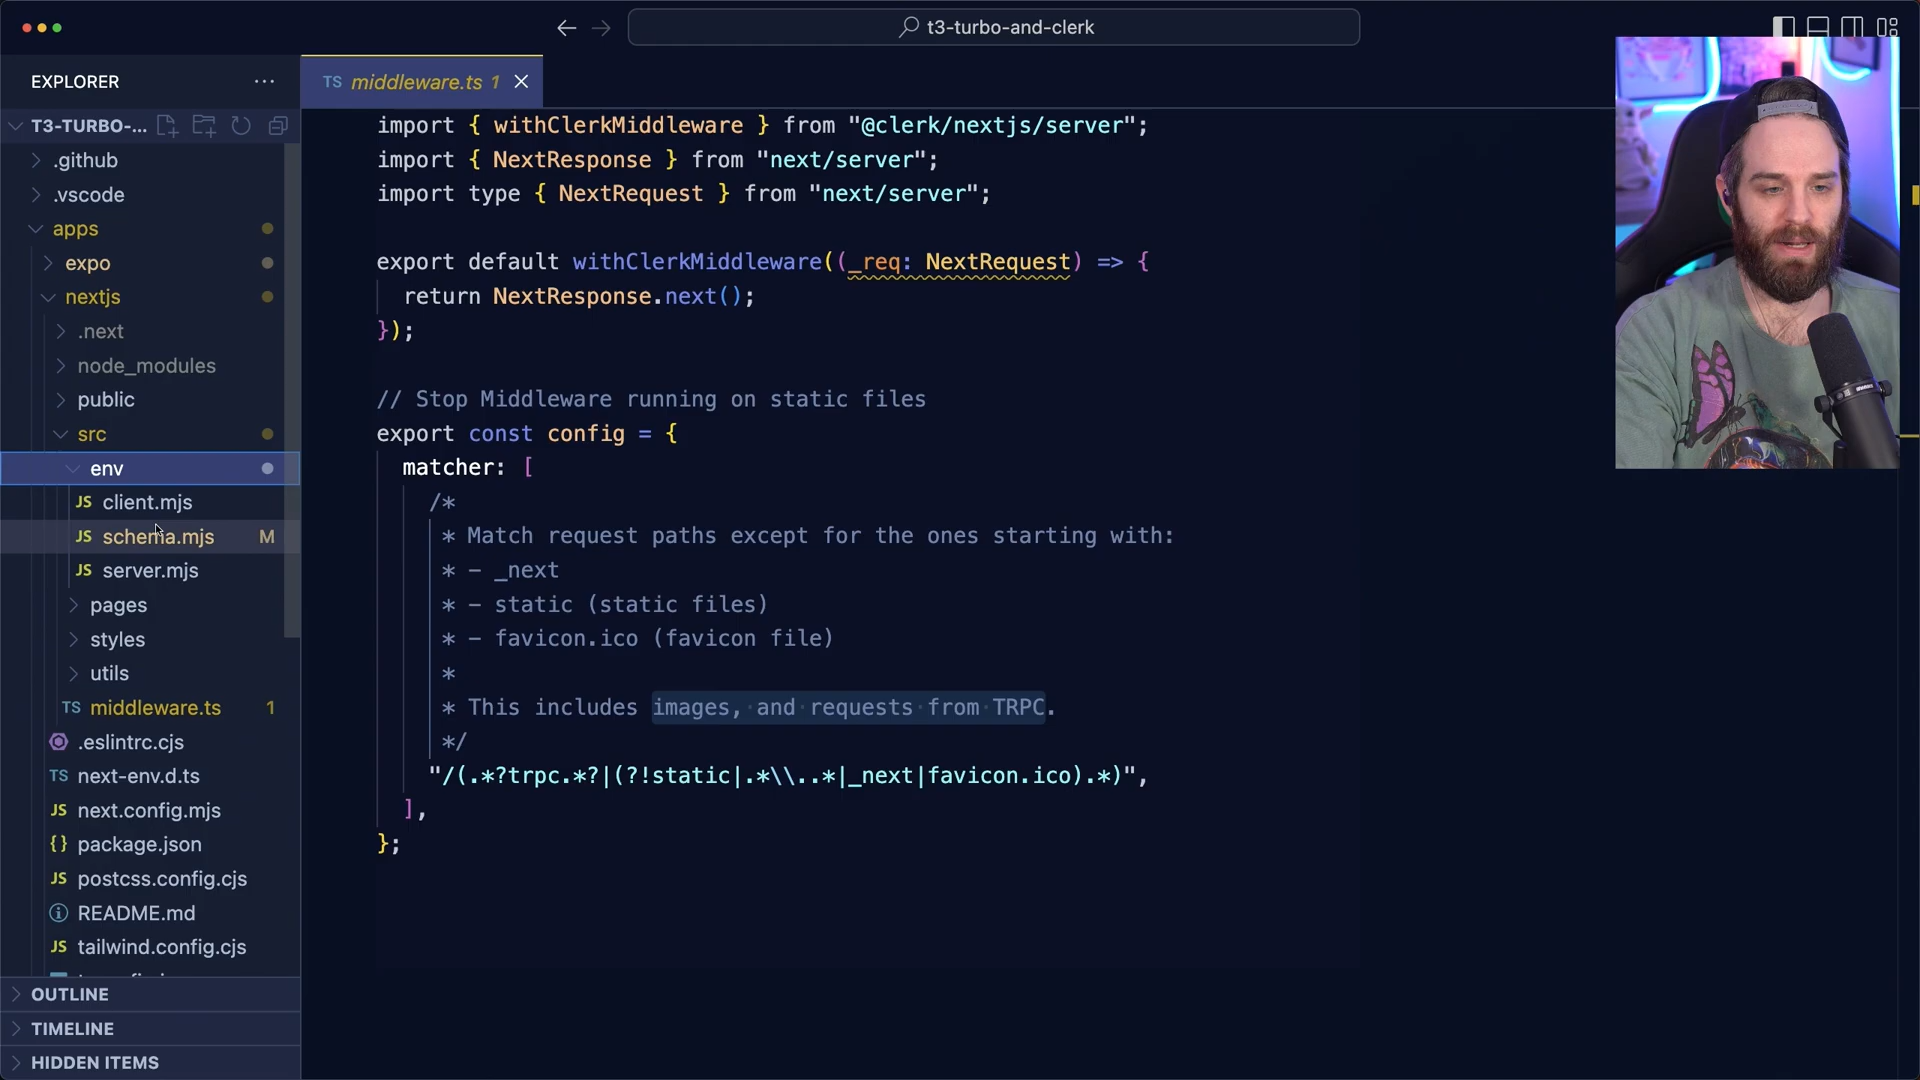 t3-turbo-and-clerk
EXPLORER
T3-TURBO-...
.github
.vscode
apps
expo
nextjs
.next
node_modules
public
src
env
JS client.mjs
JS schema.mjs M
JS server.mjs
pages
styles
utils
TS middleware.ts 1
.eslintrc.cjs
TS next-env.d.ts
JS next.config.mjs
{} package.json
JS postcss.config.cjs
README.md
JS tailwind.config.cjs
OUTLINE
TIMELINE
HIDDEN ITEMS
TS middleware.ts 1
import { withClerkMiddleware } from "@clerk/nextjs/server";
import { NextResponse } from "next/server";
import type { NextRequest } from "next/server";
export default withClerkMiddleware((_req: NextRequest) => {
return NextResponse.next();
});
// Stop Middleware running on static files
export const config = {
matcher: [
/*
* Match request paths except for the ones starting with:
* - _next
* - static (static files)
* - favicon.ico (favicon file)
*
* This includes images, and requests from TRPC.
*/
"/(.*?trpc.*?|(?!static|.*\\..*|_next|favicon.ico).*)",
],
};